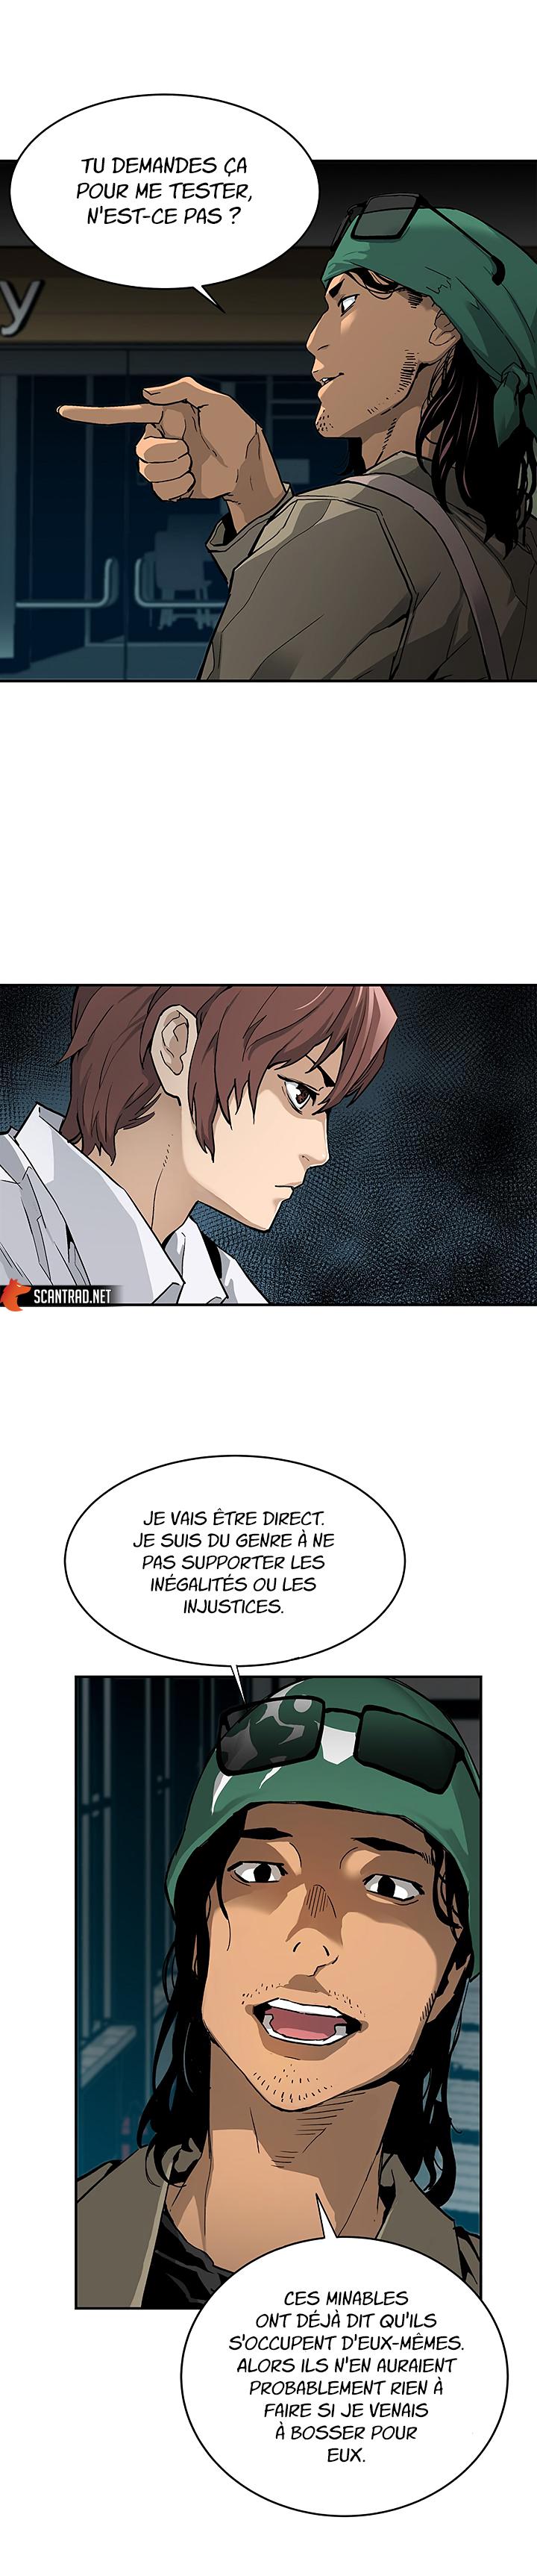 TU DEMANDES ÇA
POUR ME TESTER,
N'EST-CE PAS ?
y
SCANTRAD.NET
JE VAIS ÊTRE DIRECT.
JE SUIS DU GENRE À NE
PAS SUPPORTER LES
INÉGALITÉS OU LES
INJUSTICES.
CES MINABLES
ONT DÉJÀ DIT QU'ILS
S'OCCUPENT D'EUX-MÊMES.
ALORS ILS N'EN AURAIENT
PROBABLEMENT RIEN À
FAIRE SI JE VENAIS
À BOSSER POUR
EUX.